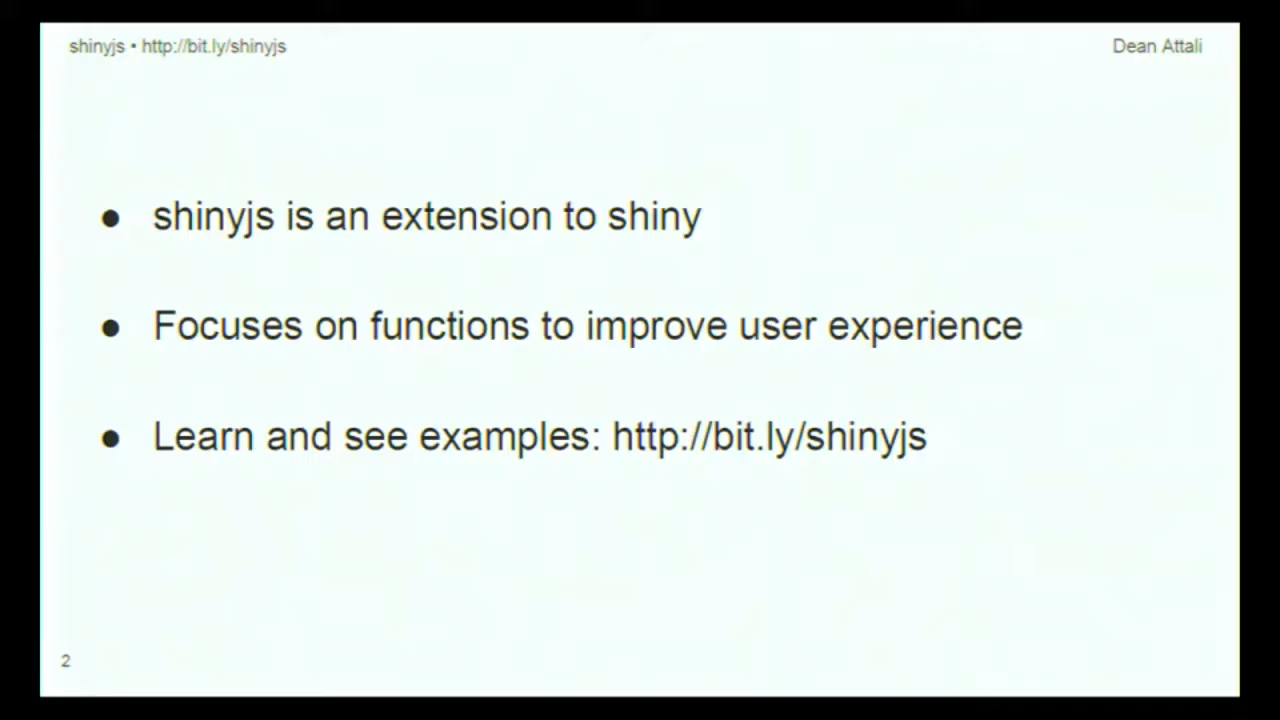 shinyjs • http://bit.ly/shinyjs
Dean Attali
● shinyjs is an extension to shiny
● Focuses on functions to improve user experience
● Learn and see examples: http://bit.ly/shinyjs
2